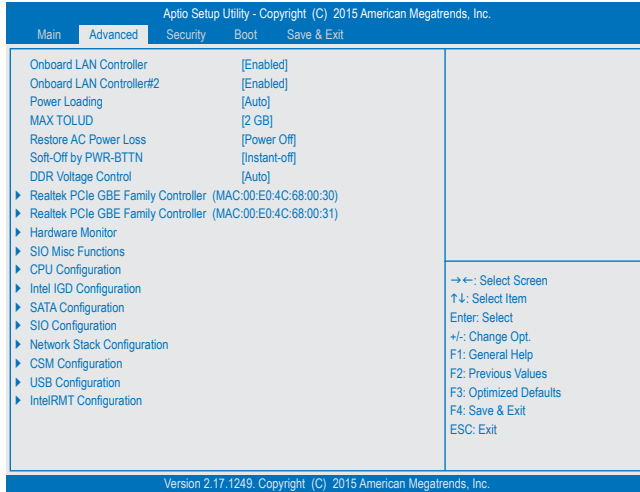 Aptio Setup Utility - Copyright (C) 2015 American Megatrends, Inc.
Main Advanced Security Boot Save & Exit
Onboard LAN Controller [Enabled]
Onboard LAN Controller#2 [Enabled]
Power Loading [Auto]
MAX TOLUD [2 GB]
Restore AC Power Loss [Power Off]
Soft-Off by PWR-BTTN [Instant-off]
DDR Voltage Control [Auto]
Realtek PCIe GBE Family Controller (MAC:00:E0:4C:68:00:30)
Realtek PCIe GBE Family Controller (MAC:00:E0:4C:68:00:31)
Hardware Monitor
SIO Misc Functions
CPU Configuration
Intel IGD Configuration
SATA Configuration
SIO Configuration
Network Stack Configuration
CSM Configuration
USB Configuration
IntelRMT Configuration
→←: Select Screen
↑↓: Select Item
Enter: Select
+/-: Change Opt.
F1: General Help
F2: Previous Values
F3: Optimized Defaults
F4: Save & Exit
ESC: Exit
Version 2.17.1249. Copyright (C) 2015 American Megatrends, Inc.